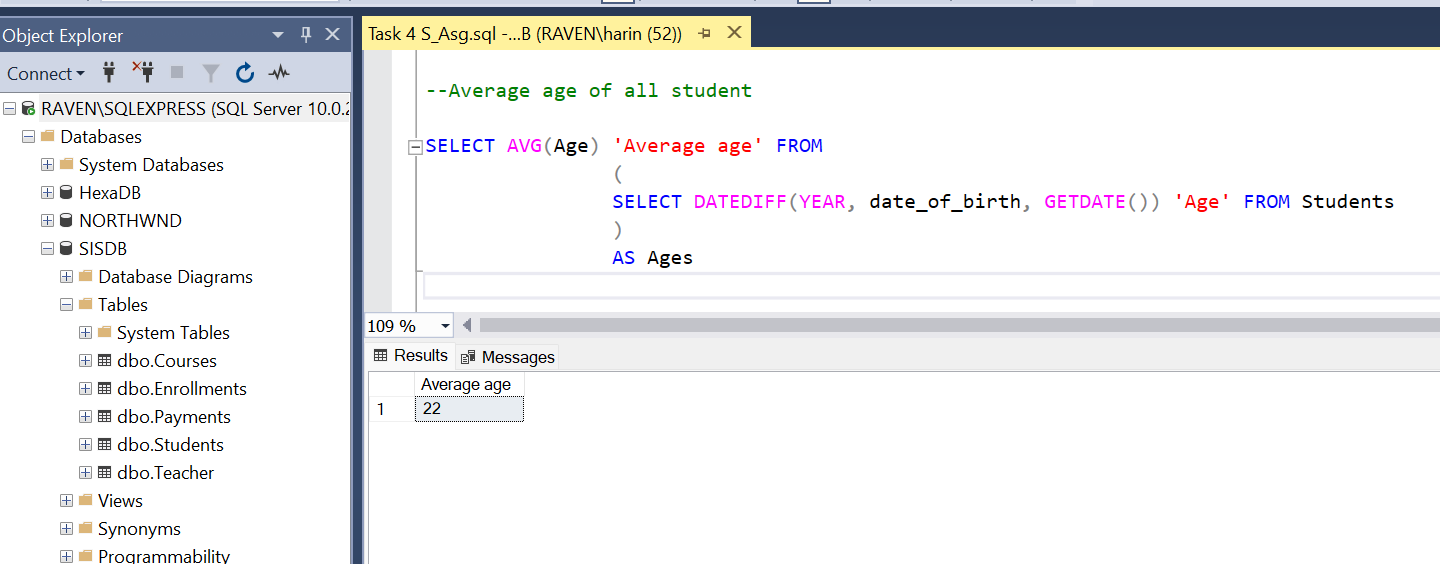 Object Explorer
Connect
RAVEN\SQLEXPRESS (SQL Server 10.0.2
Databases
System Databases
HexaDB
NORTHWND
SISDB
Database Diagrams
Tables
System Tables
dbo.Courses
dbo.Enrollments
dbo.Payments
dbo.Students
dbo.Teacher
Views
Synonyms
Programmability
Task 4 S_Asg.sql -...B (RAVEN\harin (52))
--Average age of all student
SELECT AVG(Age) 'Average age' FROM
(
SELECT DATEDIFF(YEAR, date_of_birth, GETDATE()) 'Age' FROM Students
)
AS Ages
109 %
Results Messages
Average age
1 22